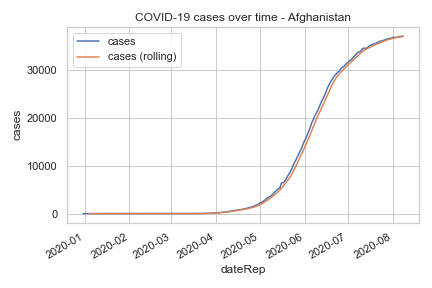 COVID-19 cases over time - Afghanistan
cases
cases (rolling)
cases
30000
20000
10000
0
2020-01
2020-02
2020-03
2020-04
2020-05
2020-06
2020-07
2020-08
dateRep